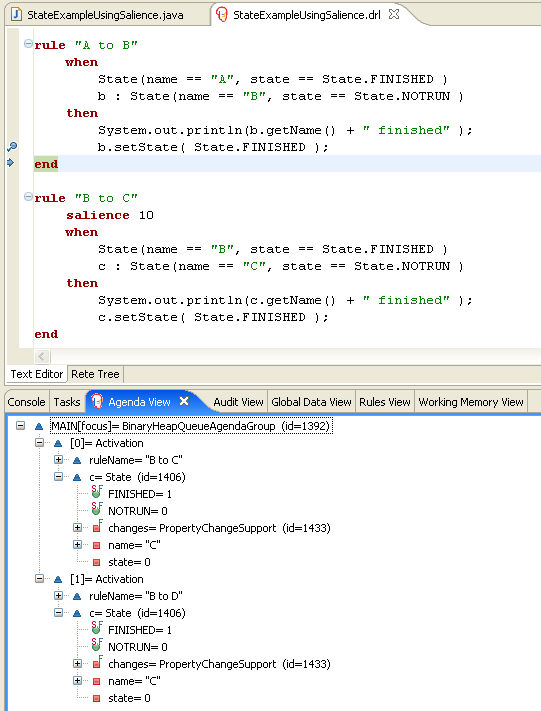 StateExampleUsingSalience.java StateExampleUsingSalience.drl
rule "A to B"
when
State(name == "A", state == State.FINISHED )
b : State(name == "B", state == State.NOTRUN )
then
System.out.println(b.getName() + " finished" );
b.setState( State.FINISHED );
end
rule "B to C"
salience 10
when
State(name == "B", state == State.FINISHED )
c : State(name == "C", state == State.NOTRUN )
then
System.out.println(c.getName() + " finished" );
c.setState( State.FINISHED );
end
Text Editor Rete Tree
Console Tasks Agenda View Audit View Global Data View Rules View Working Memory View
MAIN[focus]= BinaryHeapQueueAgendaGroup (id=1392)
[0]= Activation
ruleName= "B to C"
c= State (id=1406)
FINISHED= 1
NOTRUN= 0
changes= PropertyChangeSupport (id=1433)
name= "C"
state= 0
[1]= Activation
ruleName= "B to D"
c= State (id=1406)
FINISHED= 1
NOTRUN= 0
changes= PropertyChangeSupport (id=1433)
name= "C"
state= 0